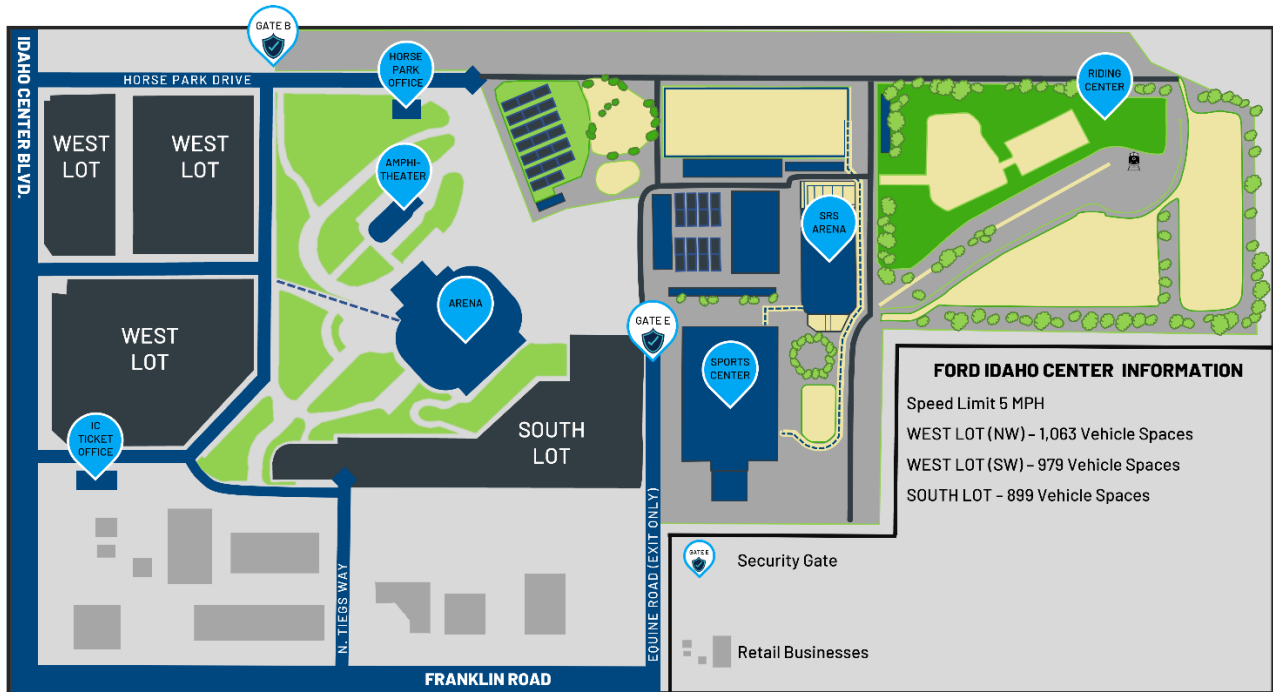 GATE B
IDAHO CENTER BLVD.
HORSE PARK DRIVE
HORSE
PARK
OFFICE
RIDING
CENTER
WEST
LOT
WEST
LOT
AMPHI-
THEATER
SRS
ARENA
ARENA
GATE E
WEST
LOT
SPORTS
CENTER
IC
TICKET
OFFICE
SOUTH
LOT
N. TIEGS WAY
EQUINE ROAD (EXIT ONLY)
FRANKLIN ROAD
FORD IDAHO CENTER INFORMATION
Speed Limit 5 MPH
WEST LOT (NW) – 1,063 Vehicle Spaces
WEST LOT (SW) – 979 Vehicle Spaces
SOUTH LOT – 899 Vehicle Spaces
GATE E
Security Gate
Retail Businesses